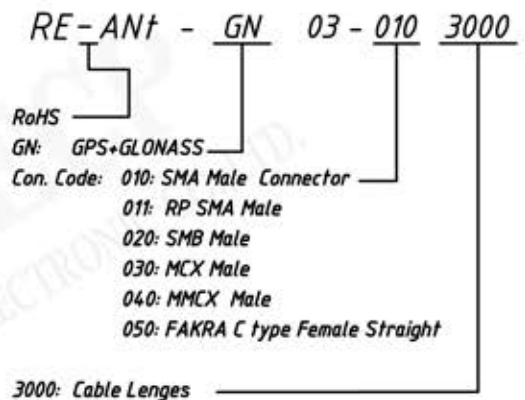 RE-ANt - GN 03-010 3000
RoHS
GN: GPS+GLONASS
Con. Code: 010: SMA Male Connector
011: RP SMA Male
020: SMB Male
030: MCX Male
040: MMCX Male
050: FAKRA C type Female Straight
3000: Cable Lenges